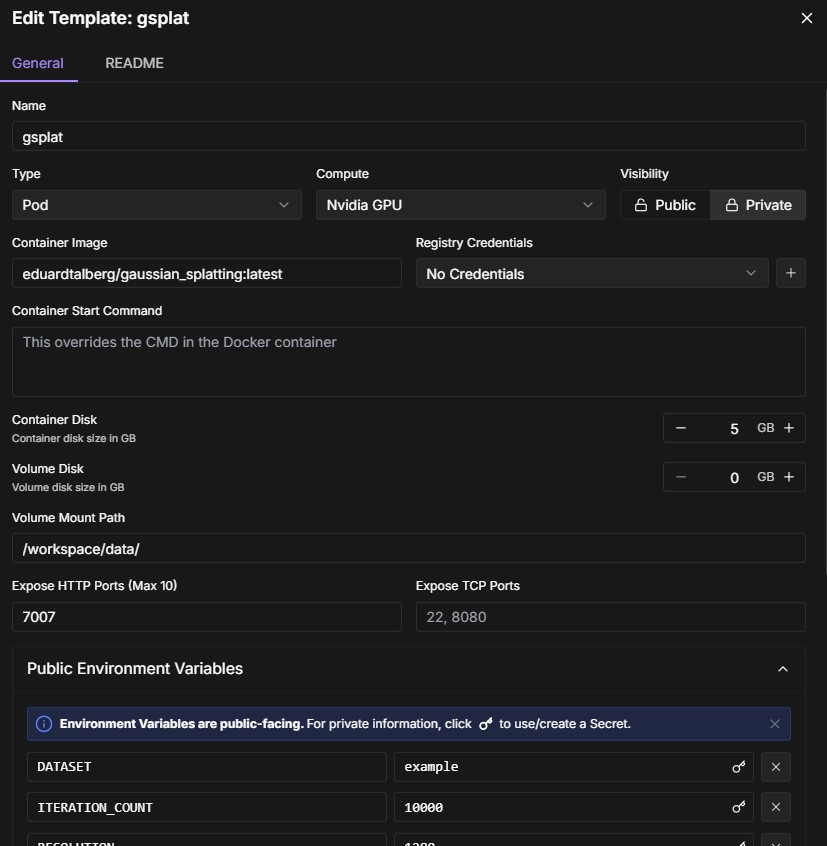 Edit Template: gsplat
General README
Name
gsplat
Type Compute Visibility
Pod Nvidia GPU Public Private
Container Image Registry Credentials
eduardtalberg/gaussian_splatting:latest No Credentials
Container Start Command
This overrides the CMD in the Docker container
Container Disk
Container disk size in GB
5 GB
Volume Disk
Volume disk size in GB
0 GB
Volume Mount Path
/workspace/data/
Expose HTTP Ports (Max 10) Expose TCP Ports
7007 22, 8080
Public Environment Variables
Environment Variables are public-facing. For private information, click to use/create a Secret.
DATASET example
ITERATION_COUNT 10000